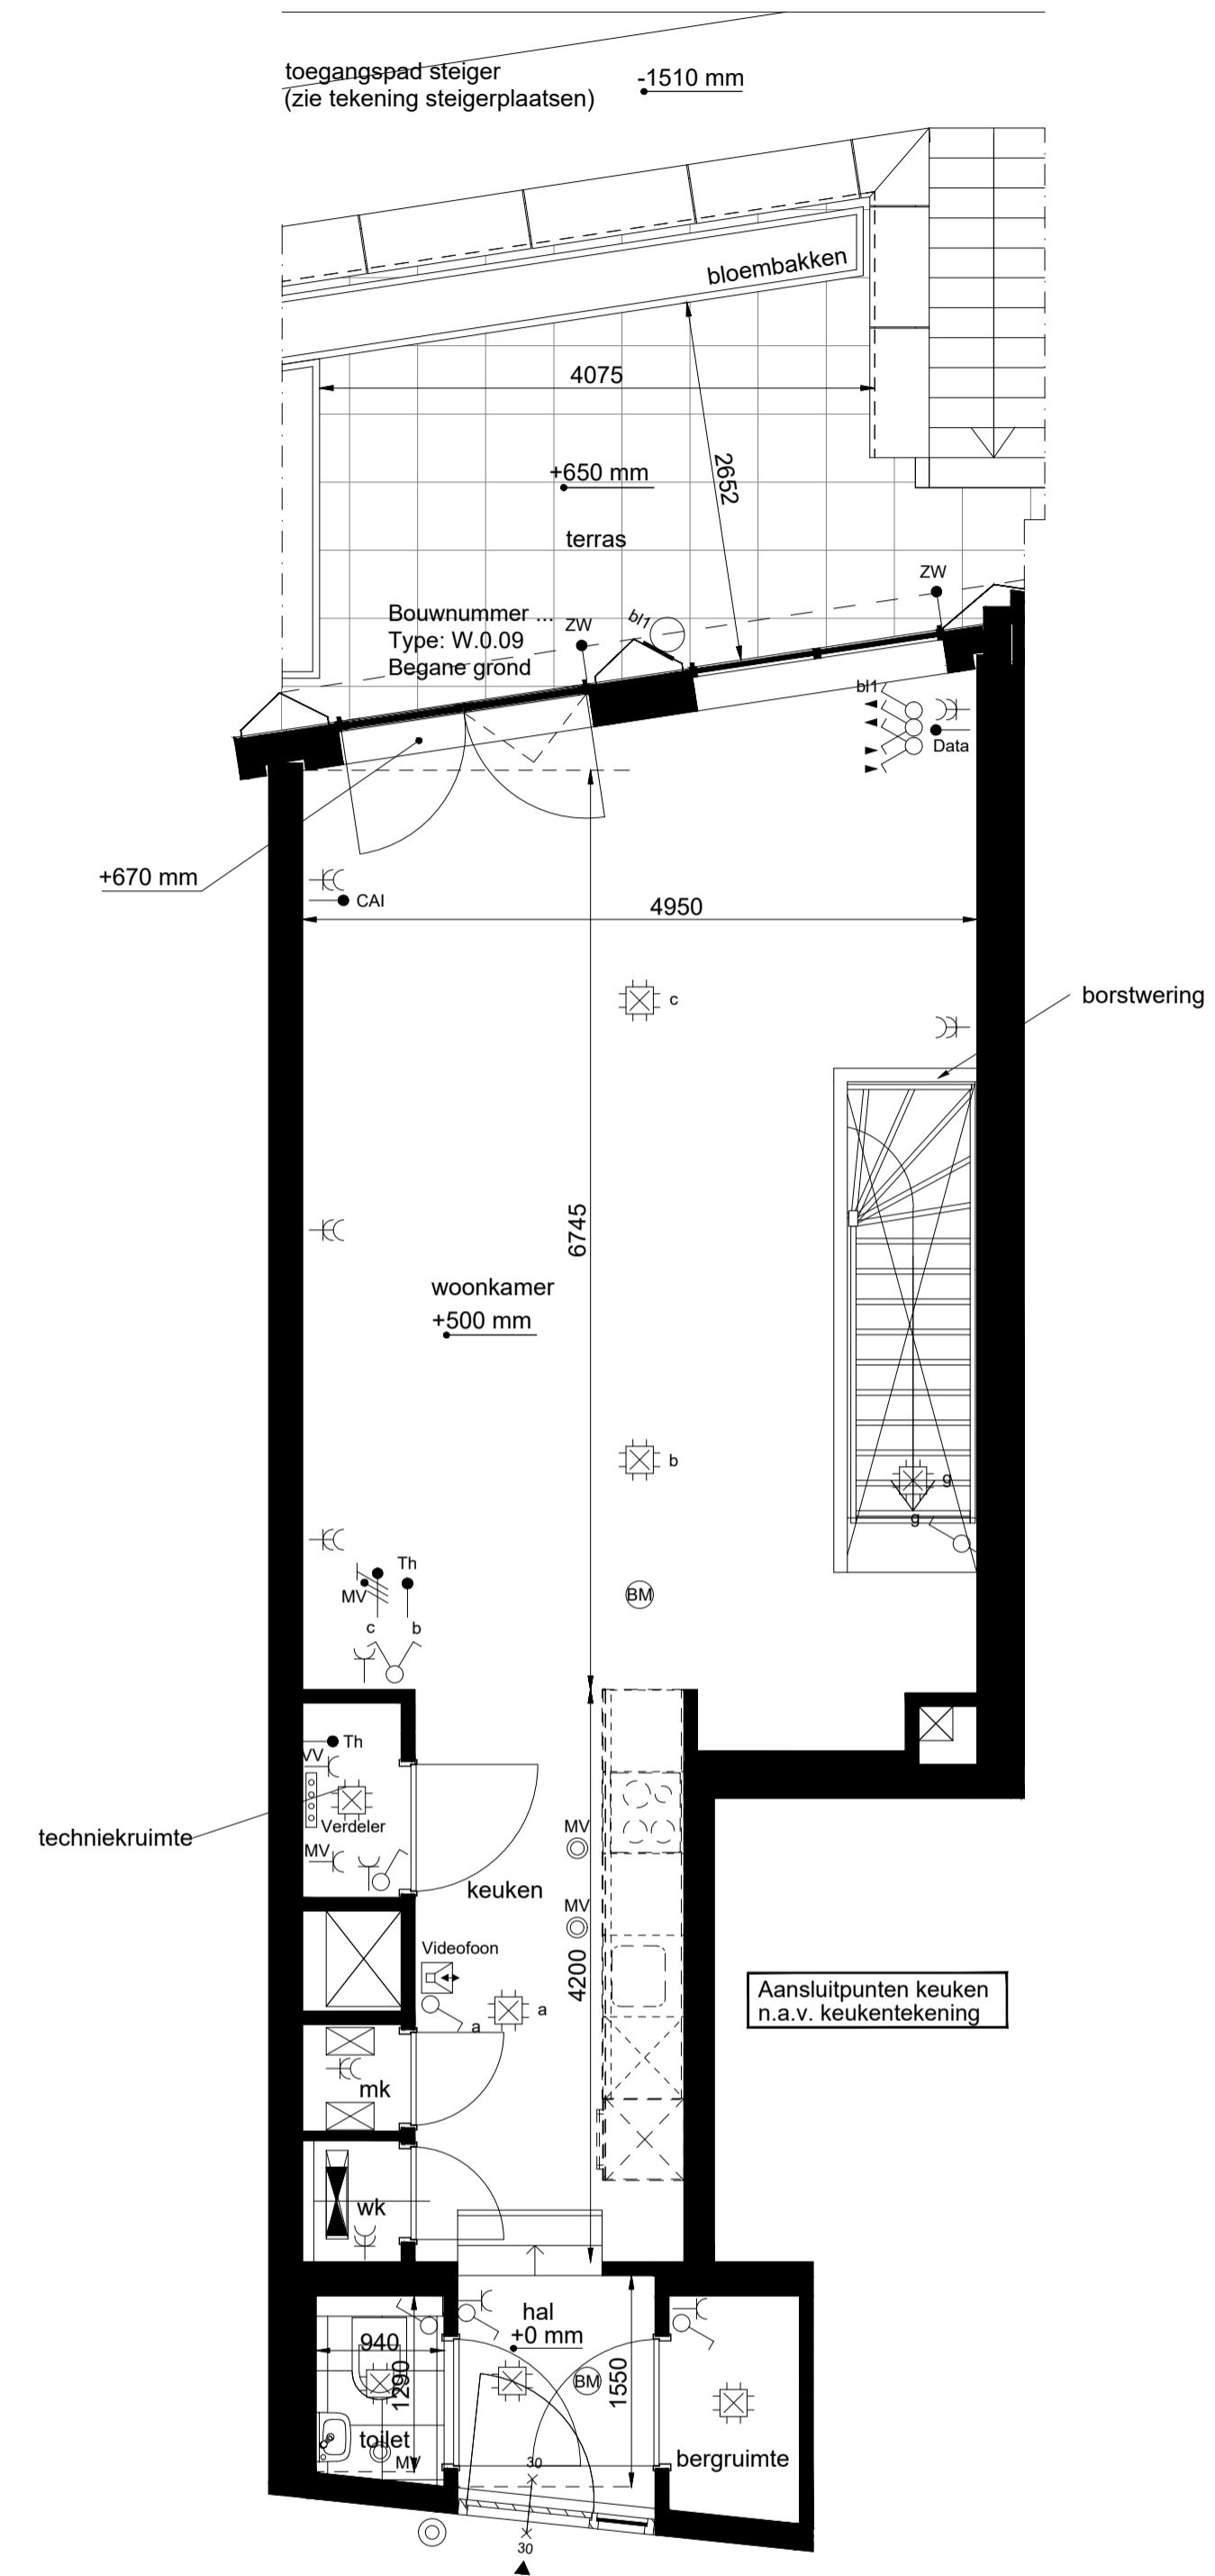 toegangspad steiger
(zie tekening steigerplaatsen)
-1510 mm
bloembakken
4075
2652
+650 mm
terras
ZW
Bouwnummer ...
Type: W.0.09
Begane grond
ZW
bl1
bl1
Data
+670 mm
CAI
4950
c
borstwering
6745
woonkamer
+500 mm
b
g
g
Th
MV
BM
c
b
Th
VV
Verdeler
techniekruimte
MV
MV
keuken
MV
Videofoon
4200
a
a
Aansluitpunten keuken
n.a.v. keukentekening
mk
wk
hal
+0 mm
940
1290
1550
BM
toilet
MV
bergruimte
30
30